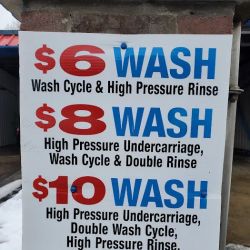 $6 WASH
Wash Cycle & High Pressure Rinse
$8 WASH
High Pressure Undercarriage,
Wash Cycle & Double Rinse
$10 WASH
High Pressure Undercarriage,
Double Wash Cycle,
High Pressure Rinse,